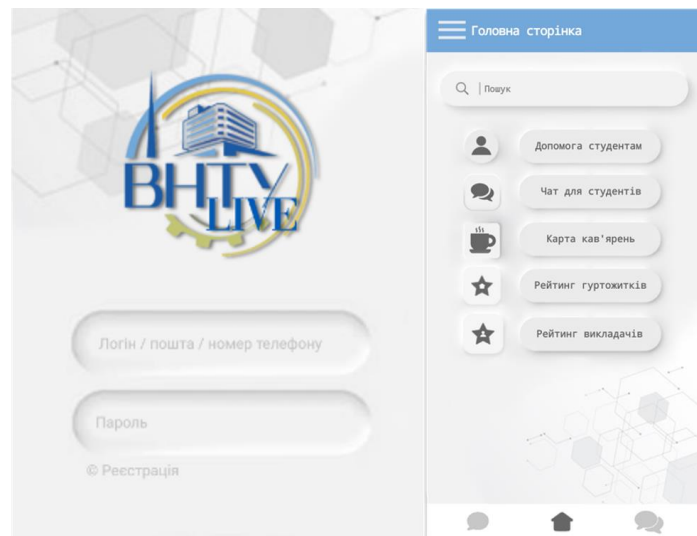 ВНТУ
LIVE
Логін / пошта / номер телефону
Пароль
© Реєстрація
Головна сторінка
Пошук
Допомога студентам
Чат для студентів
Карта кав'ярень
Рейтинг гуртожитків
Рейтинг викладачів